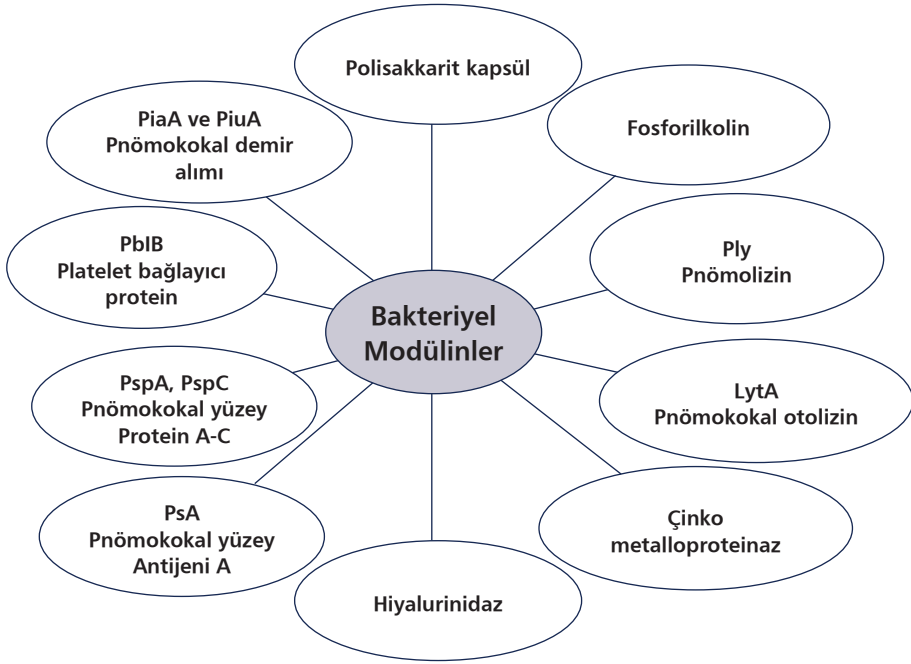 Polisakkarit kapsül
Fosforilkolin
Ply
Pnömolizin
LytA
Pnömokokal otolizin
Çinko
metalloproteinaz
Hiyalurinidaz
PsA
Pnömokokal yüzey
Antijeni A
PspA, PspC
Pnömokokal yüzey
Protein A-C
PbIB
Platelet bağlayıcı
protein
PiaA ve PiuA
Pnömokokal demir
alımı
Bakteriyel
Modülinler